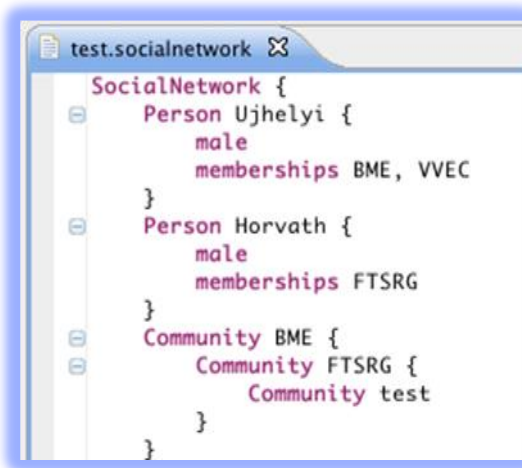 test.socialnetwork
SocialNetwork {
Person Ujhelyi {
male
memberships BME, VVEC
}
Person Horvath {
male
memberships FTSRG
}
Community BME {
Community FTSRG {
Community test
}
}